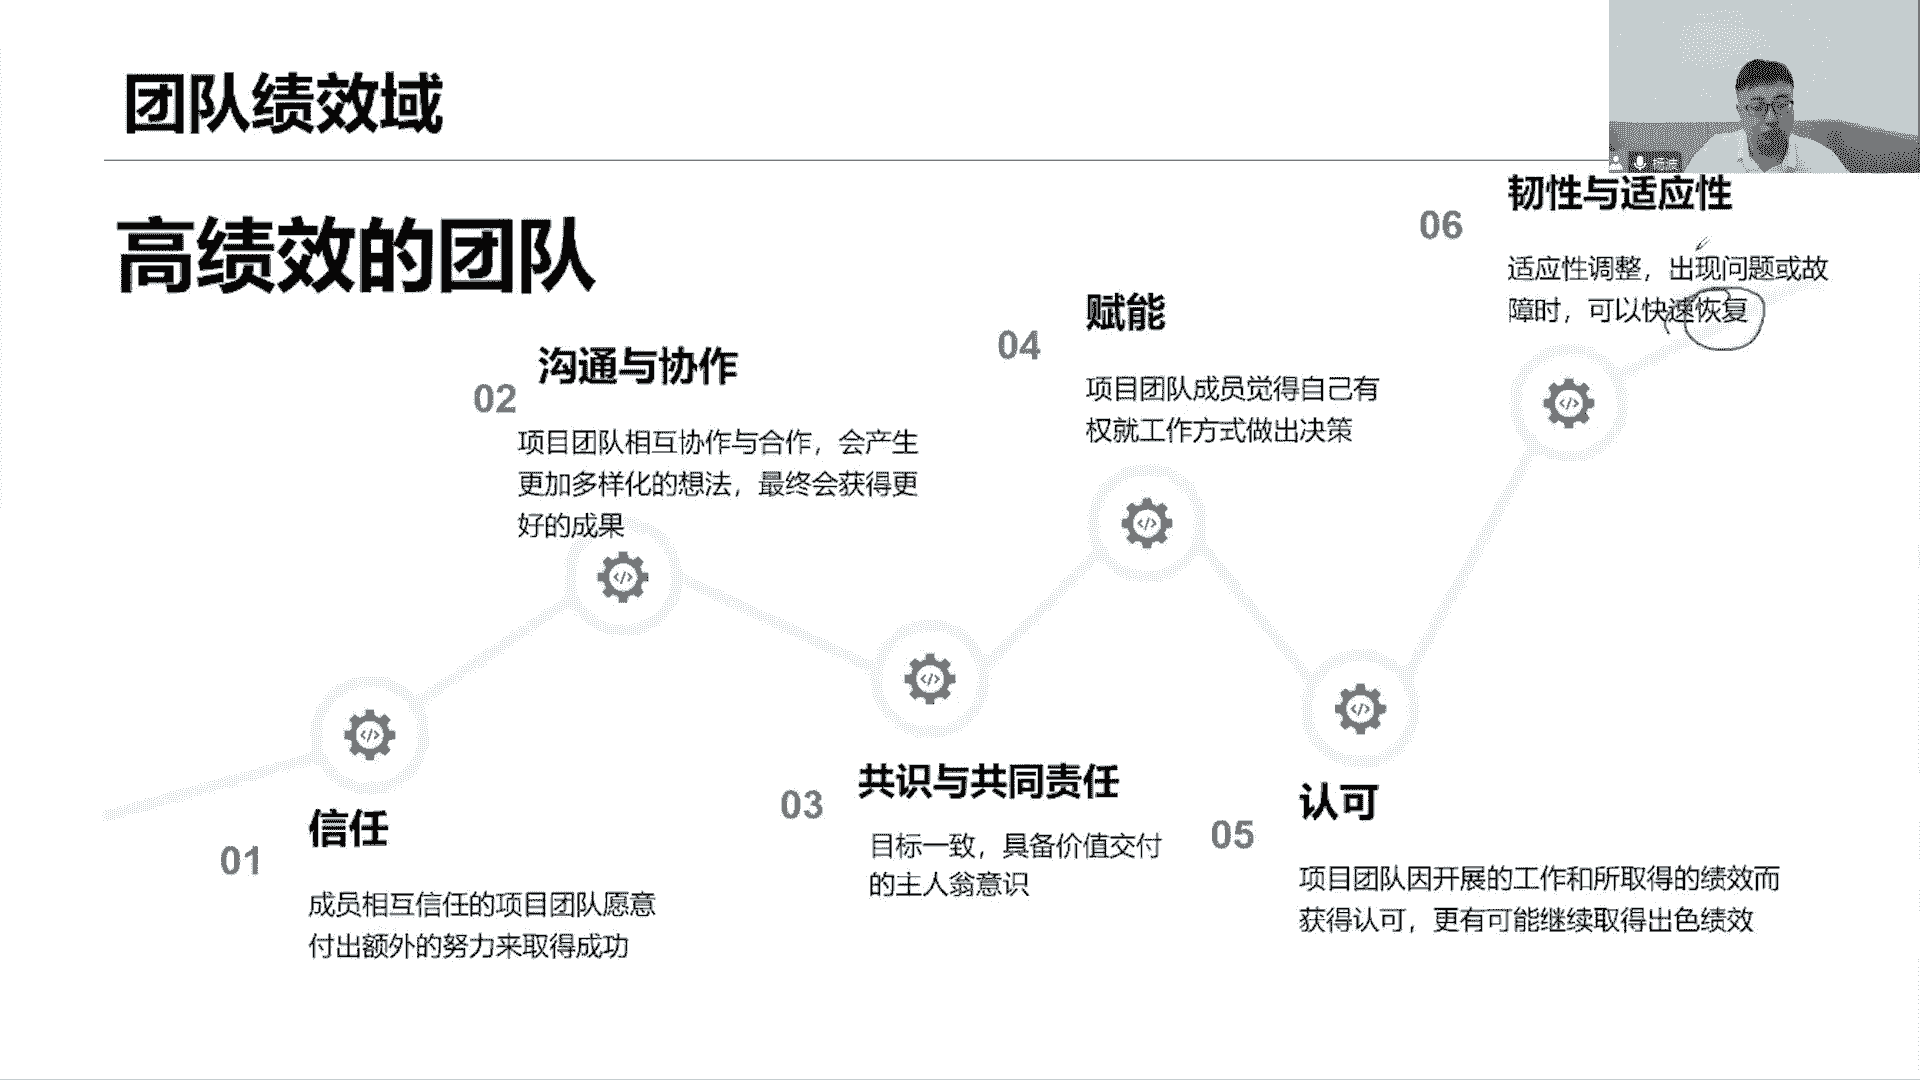 团队绩效域
高绩效的团队
01
信任
成员相互信任的项目团队愿意
付出额外的努力来取得成功
02
沟通与协作
项目团队相互协作与合作，会产生
更加多样化的想法，最终会获得更
好的成果
03
共识与共同责任
目标一致，具备价值交付
的主人翁意识
04
赋能
项目团队成员觉得自己有
权就工作方式做出决策
05
认可
项目团队因开展的工作和所取得的绩效而
获得认可，更有可能继续取得出色绩效
06
韧性与适应性
适应性调整，出现问题或故
障时，可以快速恢复